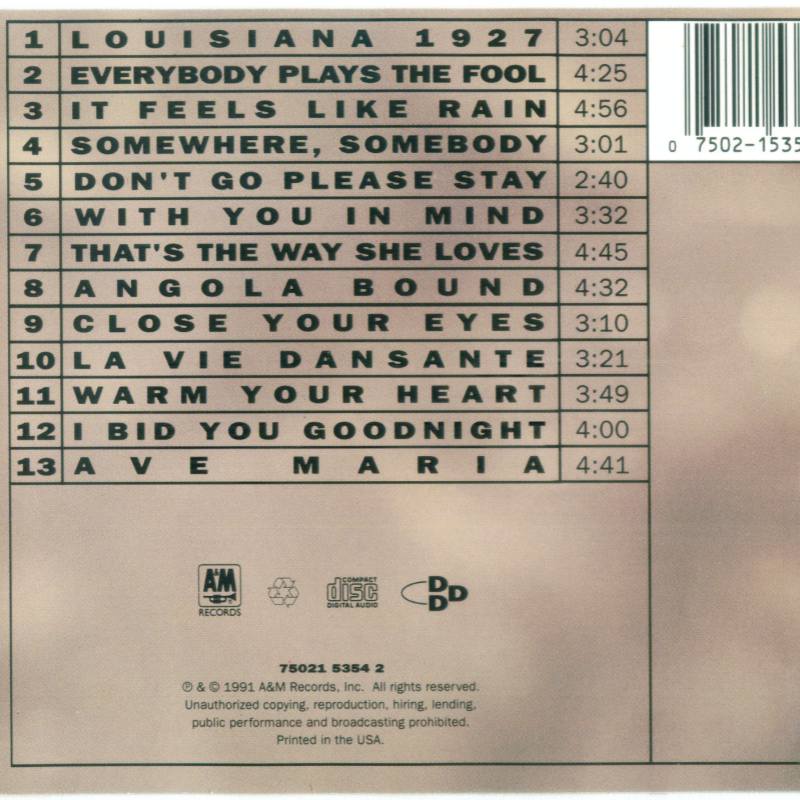 1 LOUISIANA 1927 3:04
2 EVERYBODY PLAYS THE FOOL 4:25
3 IT FEELS LIKE RAIN 4:56
4 SOMEWHERE, SOMEBODY 3:01
5 DON'T GO PLEASE STAY 2:40
6 WITH YOU IN MIND 3:32
7 THAT'S THE WAY SHE LOVES 4:45
8 ANGOLA BOUND 4:32
9 CLOSE YOUR EYES 3:10
10 LA VIE DANSANTE 3:21
11 WARM YOUR HEART 3:49
12 I BID YOU GOODNIGHT 4:00
13 AVE MARIA 4:41
0 7502-1535
A&M
RECORDS
COMPACT
disc
DIGITAL AUDIO
DDD
75021 5354 2
℗ & © 1991 A&M Records, Inc. All rights reserved.
Unauthorized copying, reproduction, hiring, lending,
public performance and broadcasting prohibited.
Printed in the USA.